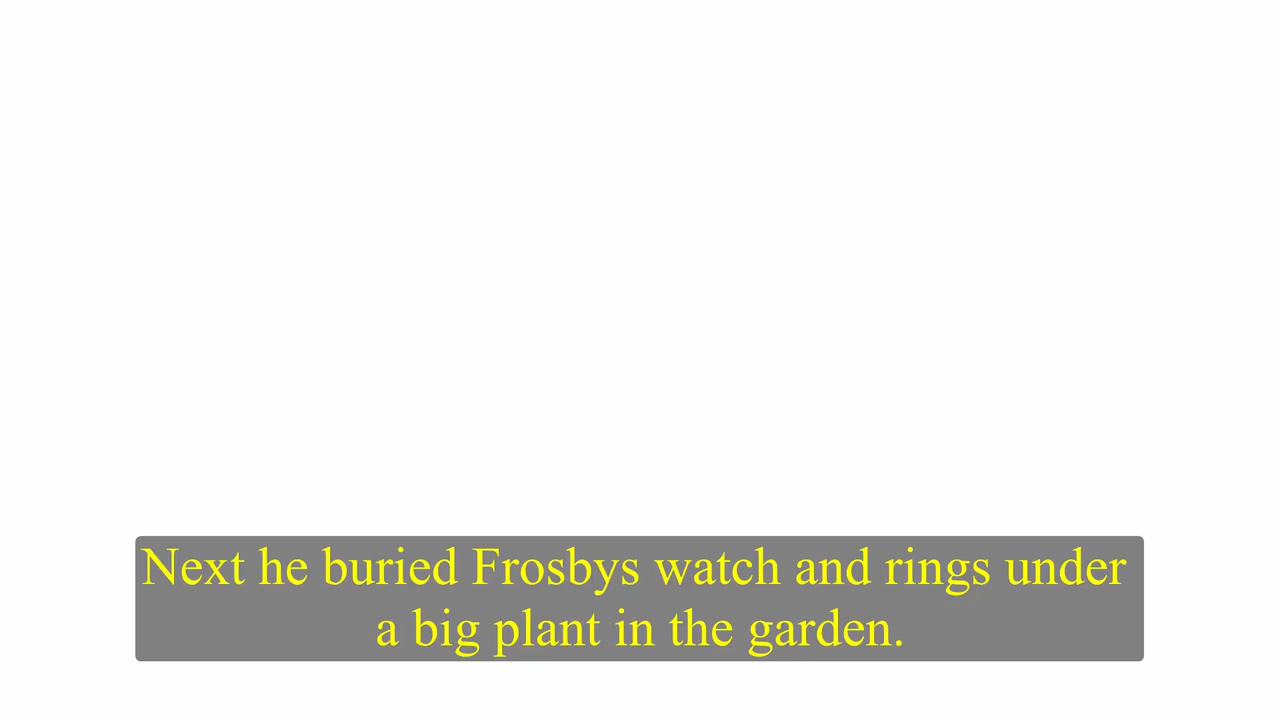 Next he buried Frosbys watch and rings under
a big plant in the garden.